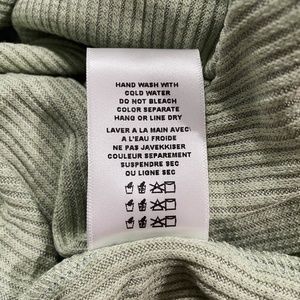 HAND WASH WITH
COLD WATER
DO NOT BLEACH
COLOR SEPARATE
HANG OR LINE DRY
LAVER A LA MAIN AVEC
A L'EAU FROIDE
NE PAS JAVEKKISER
COULEUR SEPAREMENT
SUSPENDRE SEC
OU LIGNE SEC